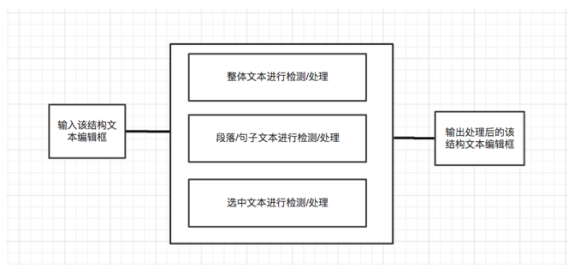 输入该结构文
本编辑框
整体文本进行检测/处理
段落/句子文本进行检测/处理
选中文本进行检测/处理
输出处理后的该
结构文本编辑框